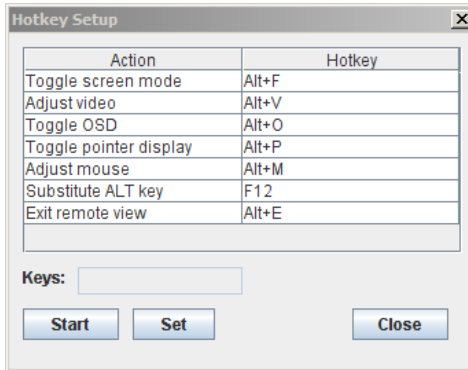 Hotkey Setup
Action Hotkey
Toggle screen mode Alt+F
Adjust video Alt+V
Toggle OSD Alt+O
Toggle pointer display Alt+P
Adjust mouse Alt+M
Substitute ALT key F12
Exit remote view Alt+E
Keys:
Start Set Close